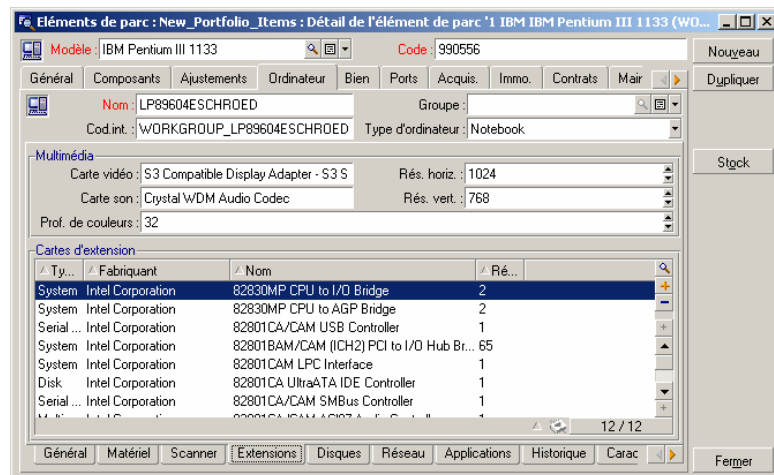 Eléments de parc : New_Portfolio_Items : Détail de l'élément de parc '1 IBM IBM Pentium III 1133 (WO...
Modèle : IBM Pentium III 1133 Code : 990556
Nouveau
Général Composants Ajustements Ordinateur Bien Ports Acquis. Immo. Contrats Mair
Dupliquer
Nom : LP89604ESCHROED Groupe :
Cod.int. : WORKGROUP_LP89604ESCHROED Type d'ordinateur : Notebook
Multimédia
Stock
Carte vidéo : S3 Compatible Display Adapter - S3 S Rés. horiz. : 1024
Carte son : Crystal WDM Audio Codec Rés. vert. : 768
Prof. de couleurs : 32
Cartes d'extension
Ty... Fabriquant Nom Ré...
System Intel Corporation 82830MP CPU to I/O Bridge 2
System Intel Corporation 82830MP CPU to AGP Bridge 2
Serial ... Intel Corporation 82801CA/CAM USB Controller 1
System Intel Corporation 82801BAM/CAM (ICH2) PCI to I/O Hub Br... 65
System Intel Corporation 82801CAM LPC Interface 1
Disk Intel Corporation 82801CA UltraATA IDE Controller 1
Serial ... Intel Corporation 82801CA/CAM SMBus Controller 1
12 / 12
Général Matériel Scanner Extensions Disques Réseau Applications Historique Carac
Fermer